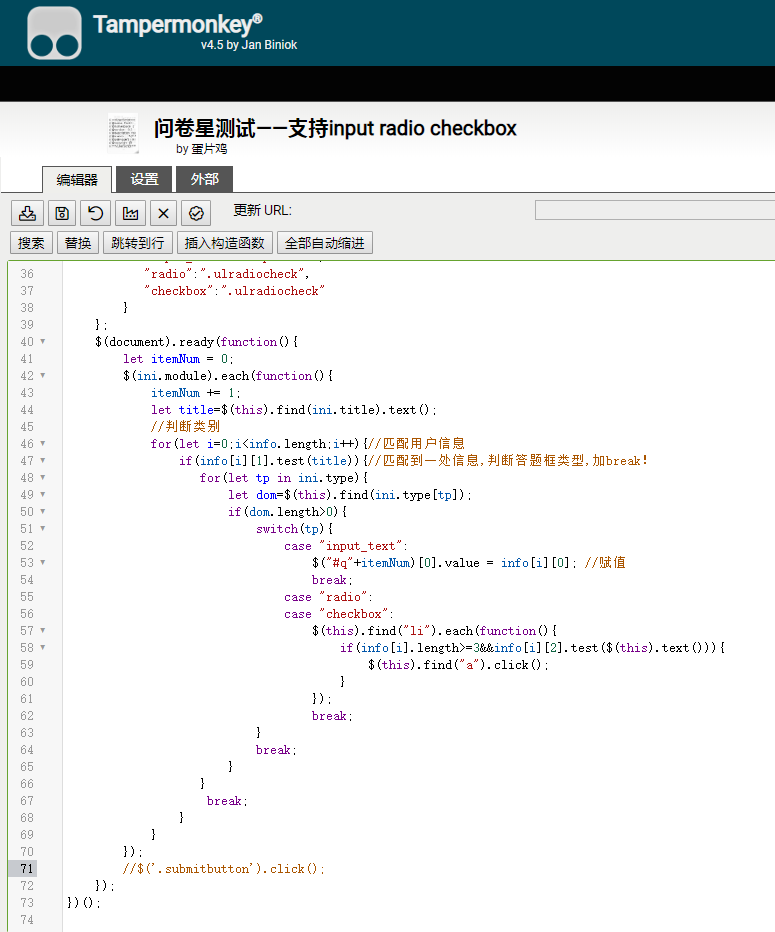 Tampermonkey®
v4.5 by Jan Biniok
问卷星测试——支持input radio checkbox
by 蛋片鸡
编辑器 设置 外部
更新 URL:
搜索 替换 跳转到行 插入构造函数 全部自动缩进
36 "radio":".ulradiocheck",
37 "checkbox":".ulradiocheck"
38 }
39 };
40 $(document).ready(function(){
41 let itemNum = 0;
42 $(ini.module).each(function(){
43 itemNum += 1;
44 let title=$(this).find(ini.title).text();
45 //判断类别
46 for(let i=0;i<info.length;i++){//匹配用户信息
47 if(info[i][1].test(title)){//匹配到一处信息,判断答题框类型,加break!
48 for(let tp in ini.type){
49 let dom=$(this).find(ini.type[tp]);
50 if(dom.length>0){
51 switch(tp){
52 case "input_text":
53 $("#q"+itemNum)[0].value = info[i][0]; //赋值
54 break;
55 case "radio":
56 case "checkbox":
57 $(this).find("li").each(function(){
58 if(info[i].length>=3&&info[i][2].test($(this).text())){
59 $(this).find("a").click();
60 }
61 });
62 break;
63 }
64 break;
65 }
66 }
67 break;
68 }
69 }
70 });
71 //$('.submitbutton').click();
72 });
73 })();
74